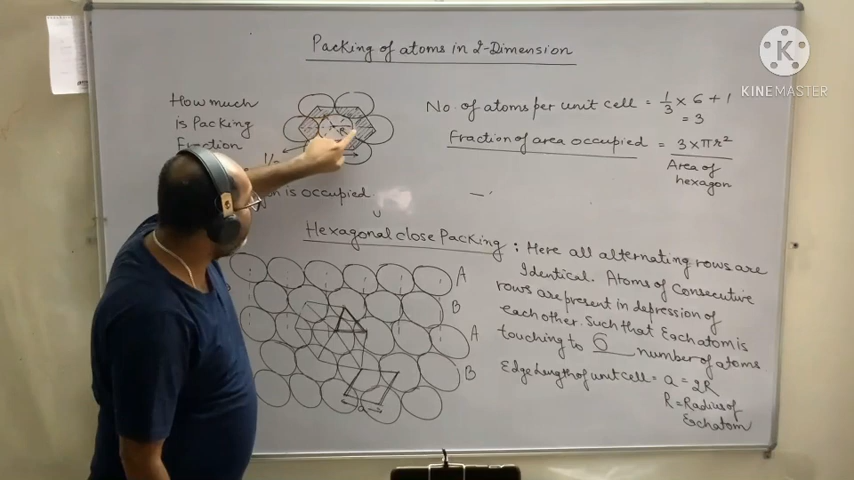 Packing of atoms in 2-Dimension
K
KINEMASTER
How much
is Packing
Fraction
R
No. of atoms per unit cell = 1/3 × 6 + 1
= 3
Fraction of area occupied = 3 × πr²
Area of
hexagon
is occupied
Hexagonal close Packing : Here all alternating rows are
Identical. Atoms of Consecutive
rows are present in depression of
each other. Such that Each atom is
touching to 6 number of atoms
Edge Length of unit cell = a = 2R
R = Radius of
Each atom
A
B
A
B
a